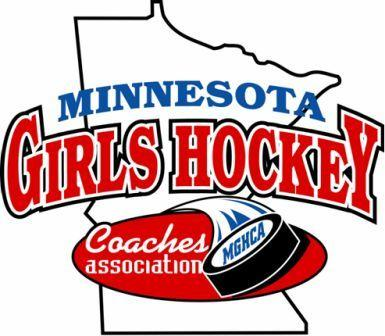 MINNESOTA
GIRLS HOCKEY
Coaches
association
MGHCA